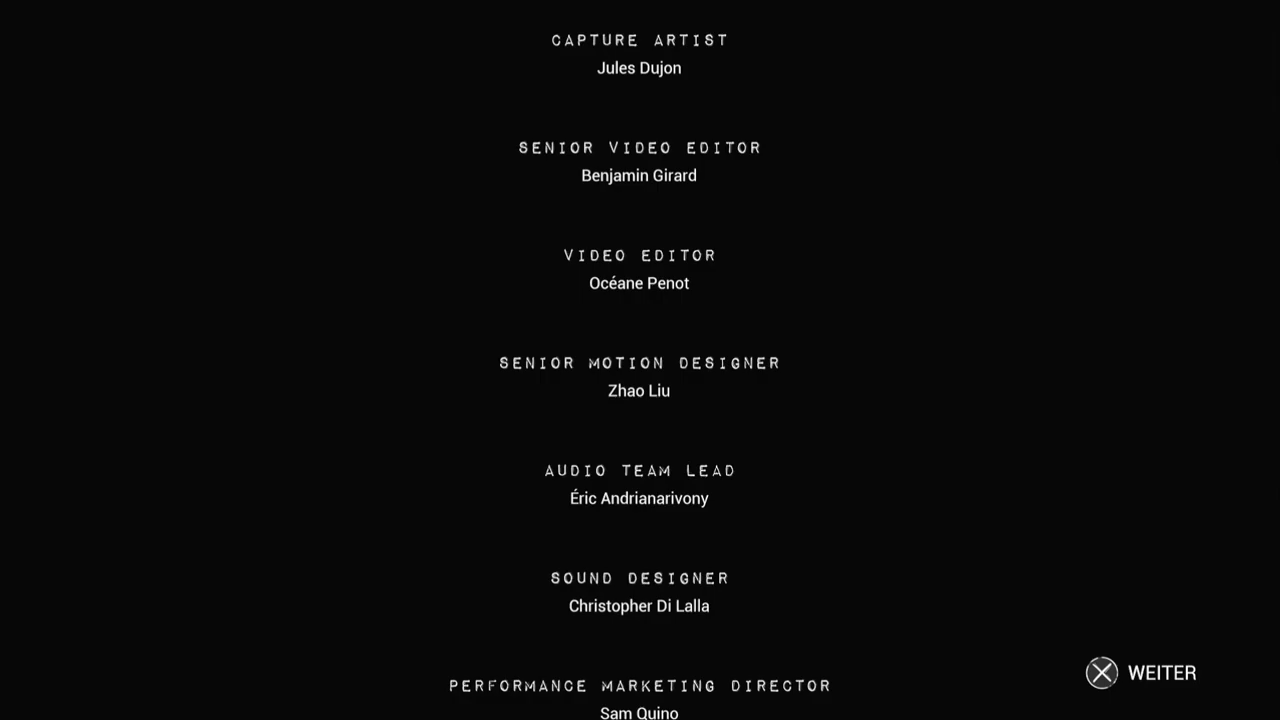 CAPTURE ARTIST
Jules Dujon
SENIOR VIDEO EDITOR
Benjamin Girard
VIDEO EDITOR
Océane Penot
SENIOR MOTION DESIGNER
Zhao Liu
AUDIO TEAM LEAD
Éric Andrianarivony
SOUND DESIGNER
Christopher Di Lalla
PERFORMANCE MARKETING DIRECTOR
Sam Quino
WEITER